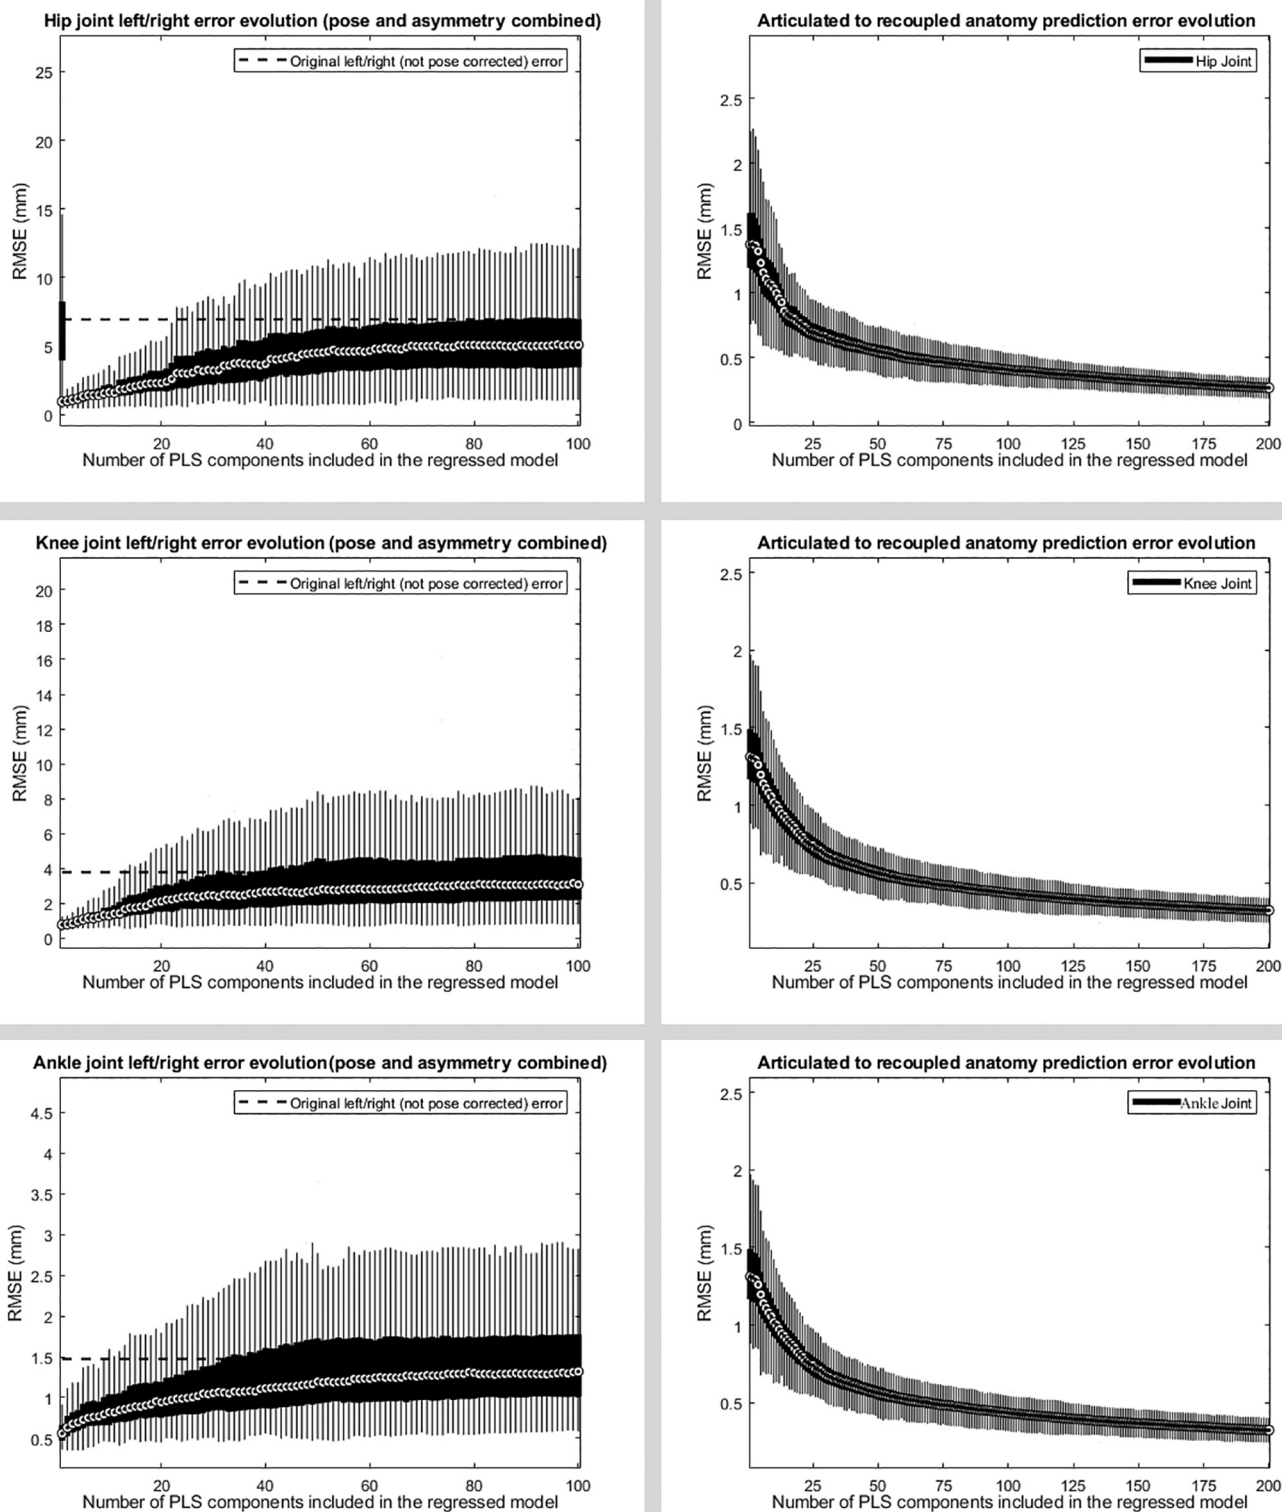 Hip joint left/right error evolution (pose and asymmetry combined)
Original left/right (not pose corrected) error
25
20
15
10
5
0
RMSE (mm)
20 40 60 80 100
Number of PLS components included in the regressed model
Articulated to recoupled anatomy prediction error evolution
Hip Joint
2.5
2
1.5
1
0.5
0
RMSE (mm)
25 50 75 100 125 150 175 200
Number of PLS components included in the regressed model
Knee joint left/right error evolution (pose and asymmetry combined)
Original left/right (not pose corrected) error
20
18
16
14
12
10
8
6
4
2
0
RMSE (mm)
20 40 60 80 100
Number of PLS components included in the regressed model
Articulated to recoupled anatomy prediction error evolution
Knee Joint
2.5
2
1.5
1
0.5
RMSE (mm)
25 50 75 100 125 150 175 200
Number of PLS components included in the regressed model
Ankle joint left/right error evolution(pose and asymmetry combined)
Original left/right (not pose corrected) error
4.5
4
3.5
3
2.5
2
1.5
1
0.5
RMSE (mm)
20 40 60 80 100
Number of PLS components included in the regressed model
Articulated to recoupled anatomy prediction error evolution
Ankle Joint
2.5
2
1.5
1
0.5
RMSE (mm)
25 50 75 100 125 150 175 200
Number of PLS components included in the regressed model